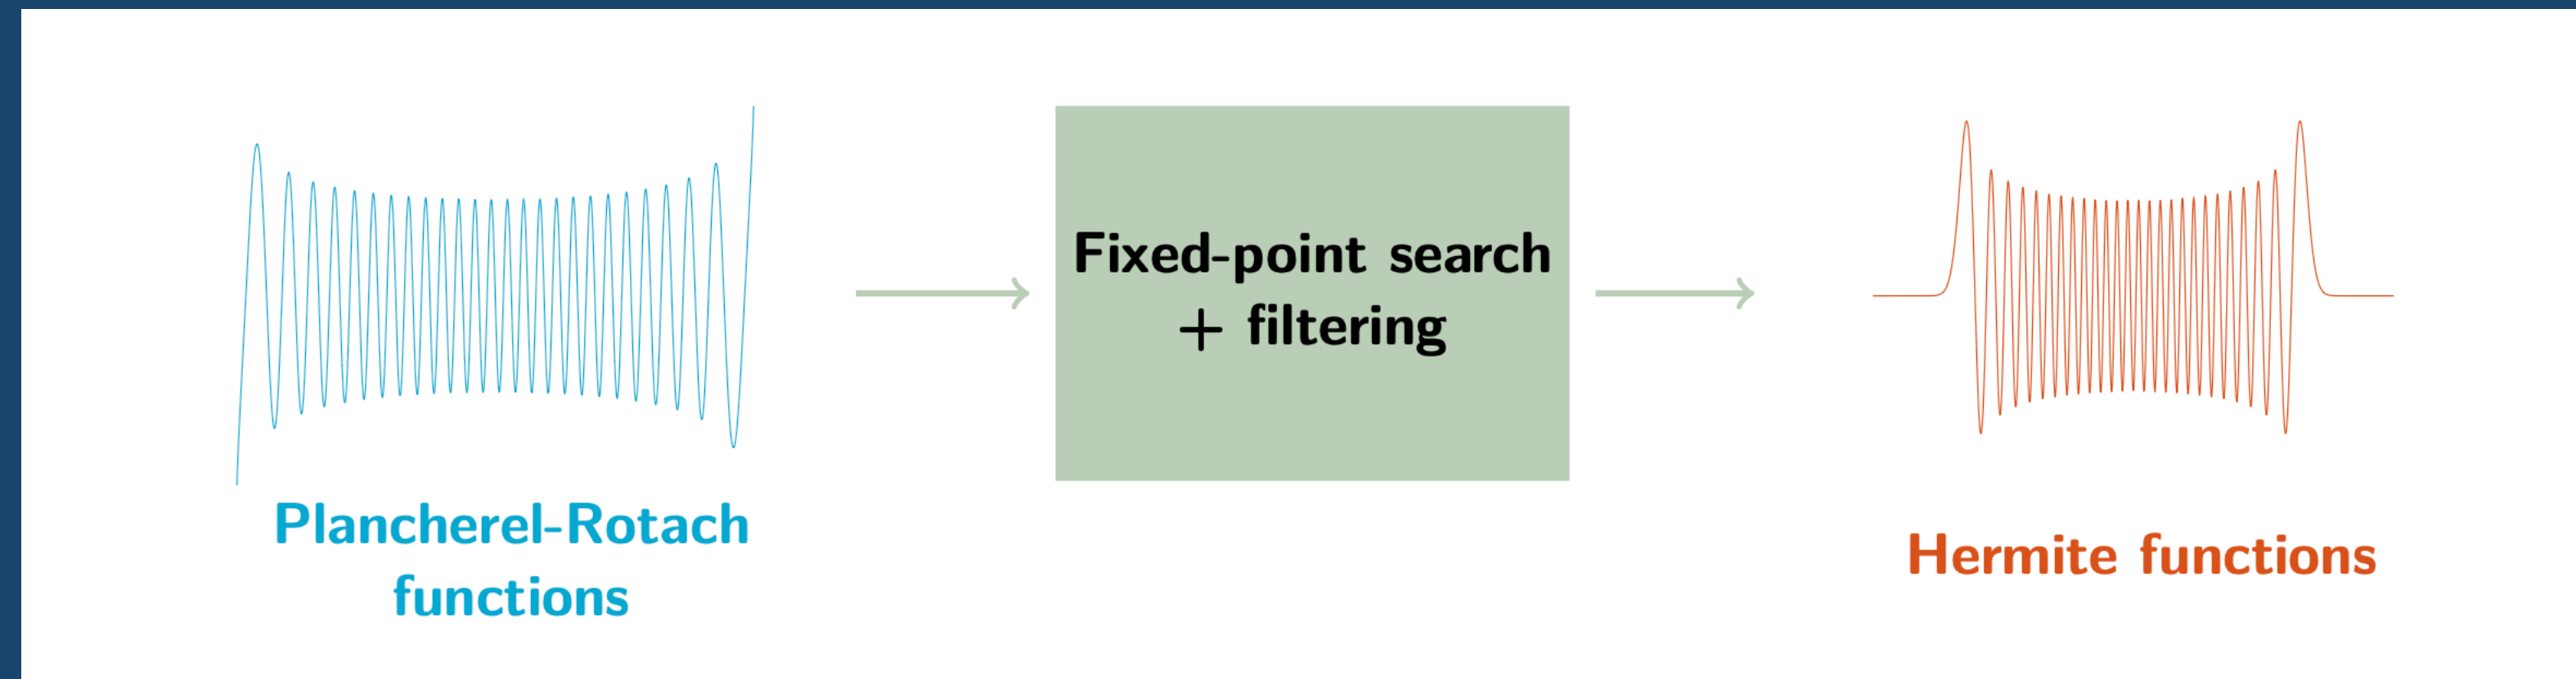 Fixed-point search
+ filtering
Plancherel-Rotach
functions
Hermite functions